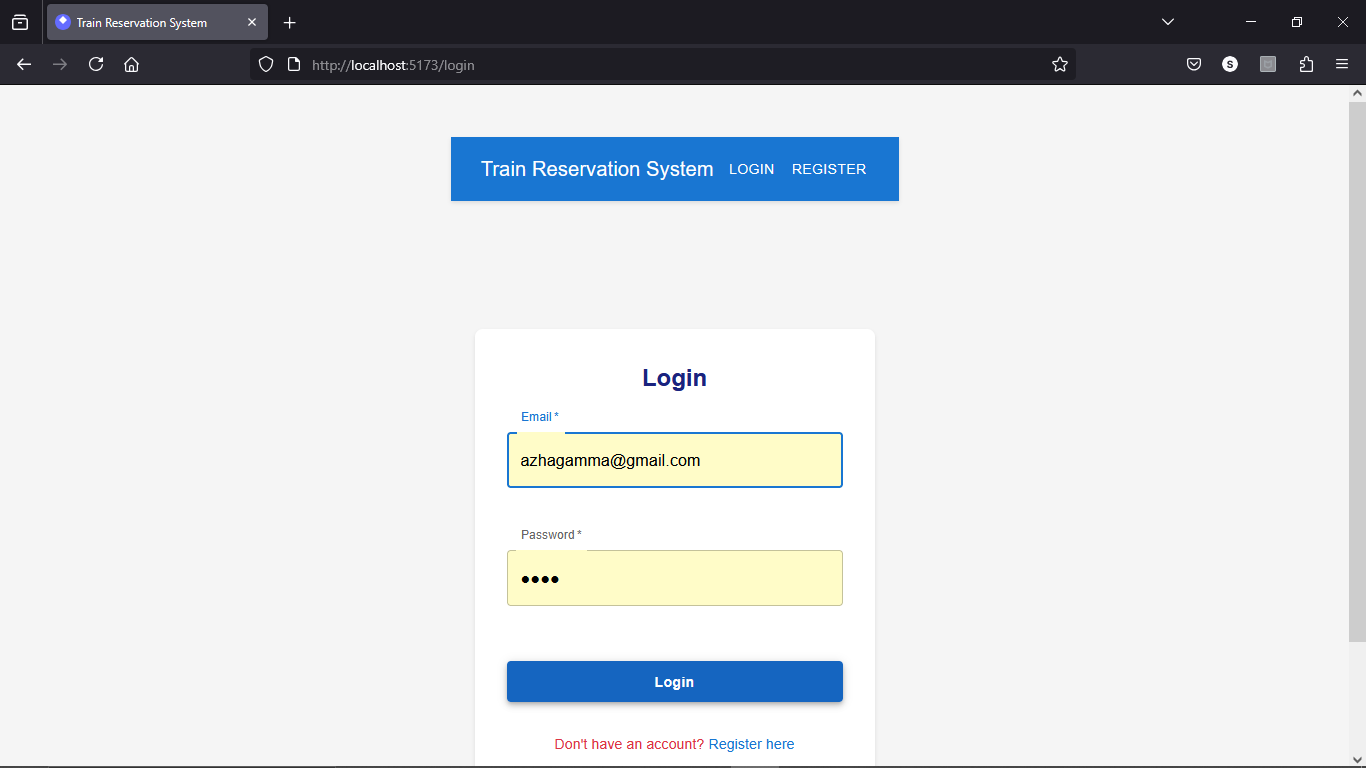 Train Reservation System
http://localhost:5173/login
S
Train Reservation System LOGIN REGISTER
Login
Email *
azhagamma@gmail.com
Password *
••••
Login
Don't have an account? Register here